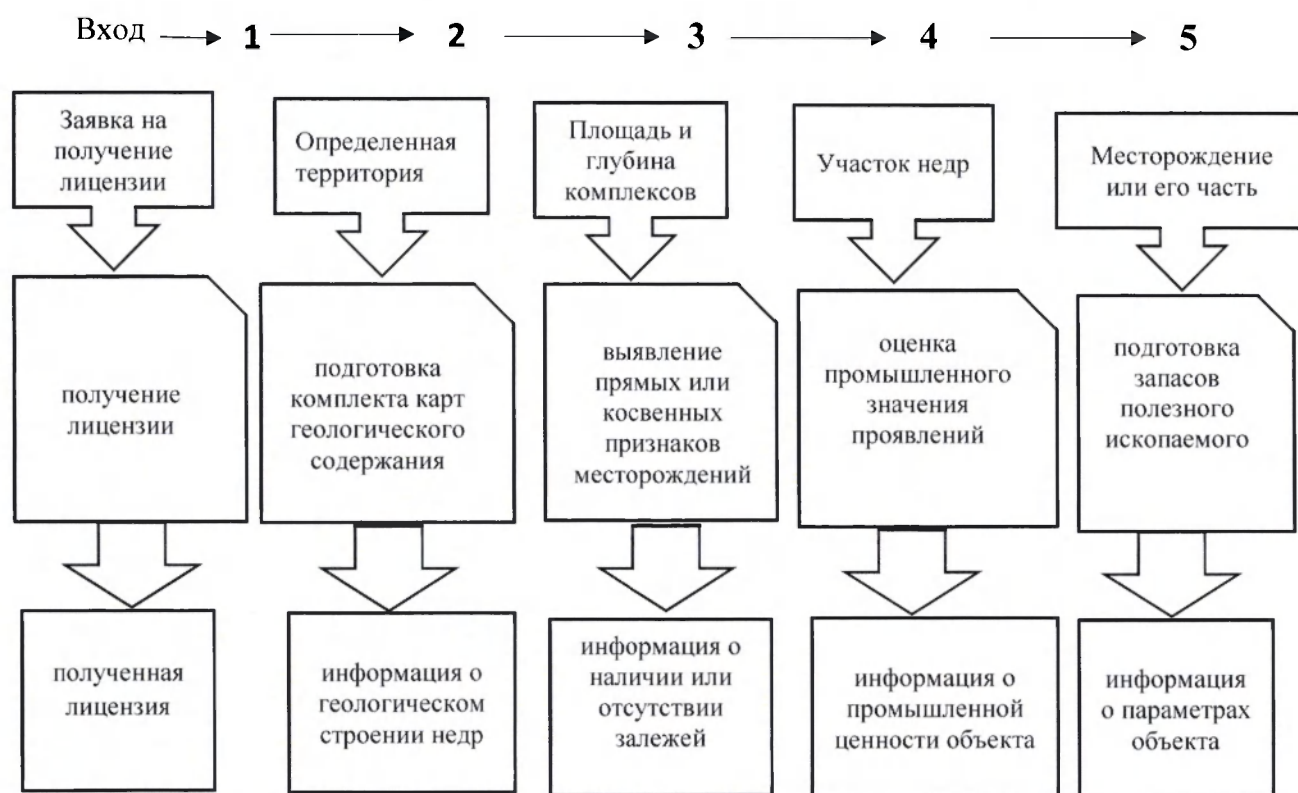 Вход 1 2 3 4 5
Заявка на
получение
лицензии
Определенная
территория
Площадь и
глубина
комплексов
Участок недр
Месторождение
или его часть
получение
лицензии
подготовка
комплекта карт
геологического
содержания
выявление
прямых или
косвенных
признаков
месторождений
оценка
промышленного
значения
проявлений
подготовка
запасов
полезного
ископаемого
полученная
лицензия
информация о
геологическом
строении недр
информация о
наличии или
отсутствии
залежей
информация о
промышленной
ценности объекта
информация
о параметрах
объекта